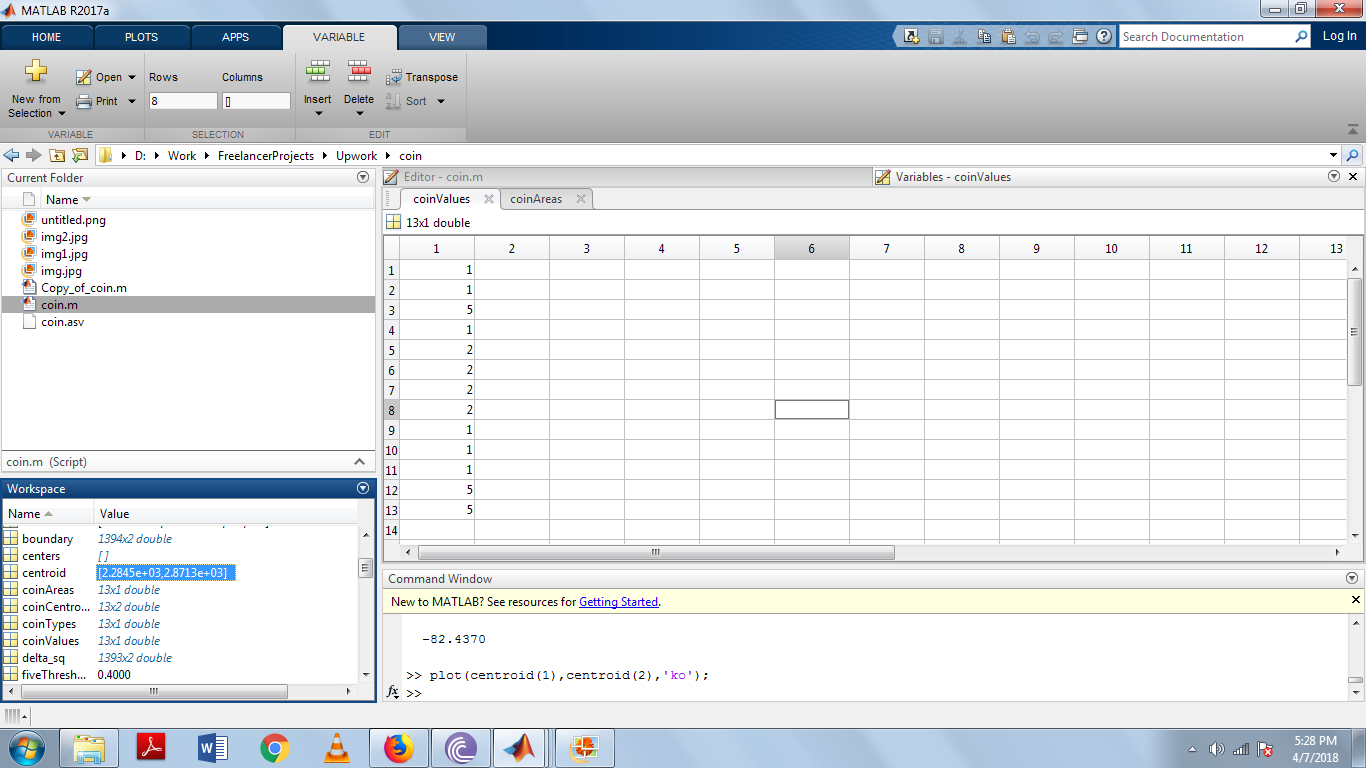 MATLAB R2017a
HOME PLOTS APPS VARIABLE VIEW Search Documentation Log In
New from Selection Open Print Rows 8 Columns [] Insert Delete Transpose Sort
VARIABLE SELECTION EDIT
D: Work FreelancerProjects Upwork coin
Current Folder
Name
untitled.png
img2.jpg
img1.jpg
img.jpg
Copy_of_coin.m
coin.m
coin.asv
coin.m (Script)
Workspace
Name Value
boundary 1394x2 double
centers []
centroid [2.2845e+03,2.8713e+03]
coinAreas 13x1 double
coinCentro... 13x2 double
coinTypes 13x1 double
coinValues 13x1 double
delta_sq 1393x2 double
fiveThresh... 0.4000
Editor - coin.m Variables - coinValues
coinValues coinAreas
13x1 double
1 2 3 4 5 6 7 8 9 10 11 12 13
1 1
2 1
3 5
4 1
5 2
6 2
7 2
8 2
9 1
10 1
11 1
12 5
13 5
14
Command Window
New to MATLAB? See resources for Getting Started.
-82.4370
>> plot(centroid(1),centroid(2),'ko');
fx >>
5:28 PM
4/7/2018